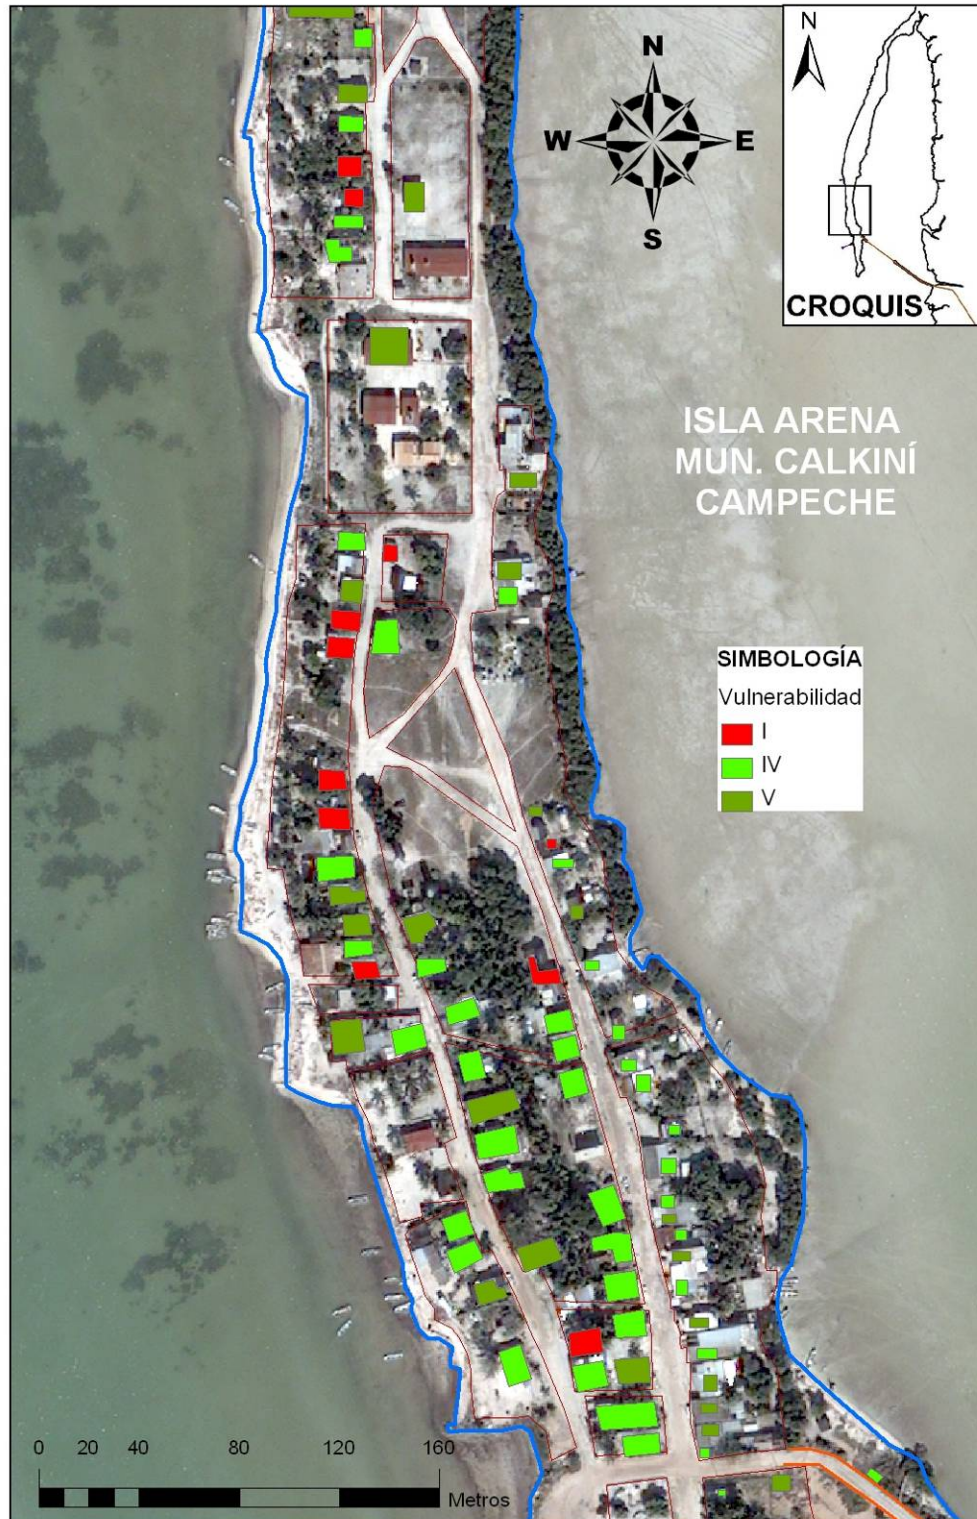 N
W
E
S
N
CROQUIS
ISLA ARENA
MUN. CALKINÍ
CAMPECHE
SIMBOLOGÍA
Vulnerabilidad
I
IV
V
0 20 40 80 120 160
Metros